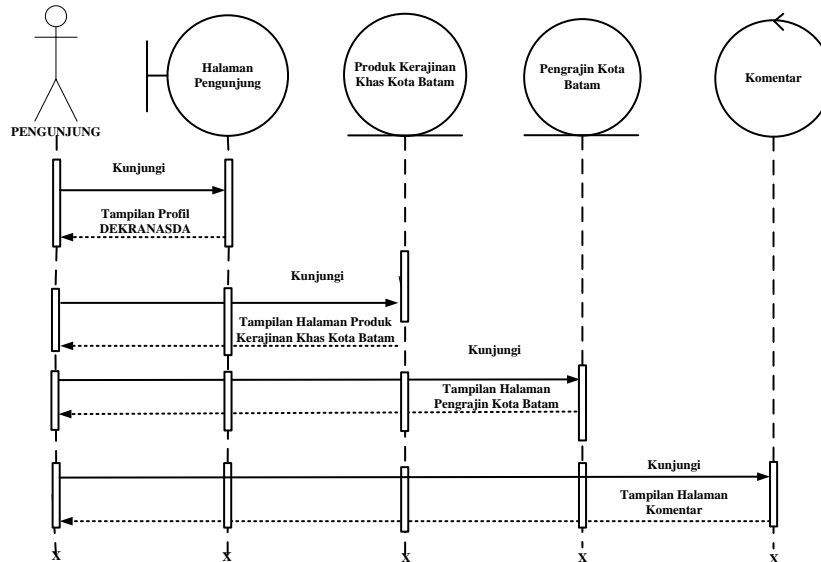 Halaman
Pengunjung
Produk Kerajinan
Khas Kota Batam
Pengrajin Kota
Batam
Komentar
PENGUNJUNG
Kunjungi
Tampilan Profil
DEKRANASDA
Kunjungi
Tampilan Halaman Produk
Kerajinan Khas Kota Batam
Kunjungi
Tampilan Halaman
Pengrajin Kota Batam
Kunjungi
Tampilan Halaman
Komentar
X
X
X
X
X